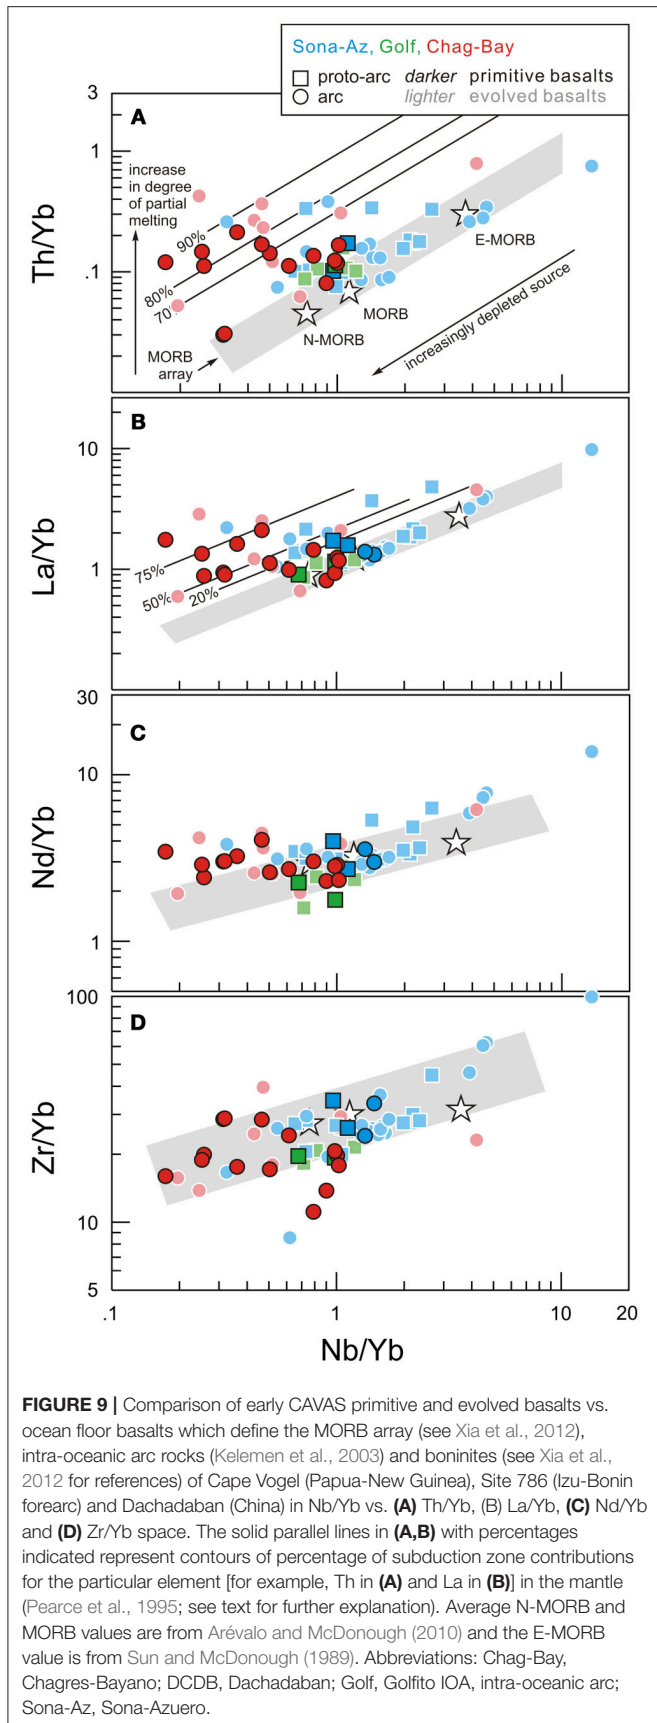 Sona-Az, Golf, Chag-Bay
proto-arc darker primitive basalts
arc lighter evolved basalts
A
3
1
.1
Th/Yb
increase
in degree
of partial
melting
90%
80%
70%
MORB
array
N-MORB
MORB
E-MORB
increasingly depleted source
B
10
1
La/Yb
75%
50%
20%
C
30
10
1
Nd/Yb
D
100
10
5
Zr/Yb
.1
1
10
20
Nb/Yb
FIGURE 9 | Comparison of early CAVAS primitive and evolved basalts vs.
ocean floor basalts which define the MORB array (see Xia et al., 2012),
intra-oceanic arc rocks (Kelemen et al., 2003) and boninites (see Xia et al.,
2012 for references) of Cape Vogel (Papua-New Guinea), Site 786 (Izu-Bonin
forearc) and Dachadaban (China) in Nb/Yb vs. (A) Th/Yb, (B) La/Yb, (C) Nd/Yb
and (D) Zr/Yb space. The solid parallel lines in (A,B) with percentages
indicated represent contours of percentage of subduction zone contributions
for the particular element [for example, Th in (A) and La in (B)] in the mantle
(Pearce et al., 1995; see text for further explanation). Average N-MORB and
MORB values are from Arévalo and McDonough (2010) and the E-MORB
value is from Sun and McDonough (1989). Abbreviations: Chag-Bay,
Chagres-Bayano; DCDB, Dachadaban; Golf, Golfito IOA, intra-oceanic arc;
Sona-Az, Sona-Azuero.